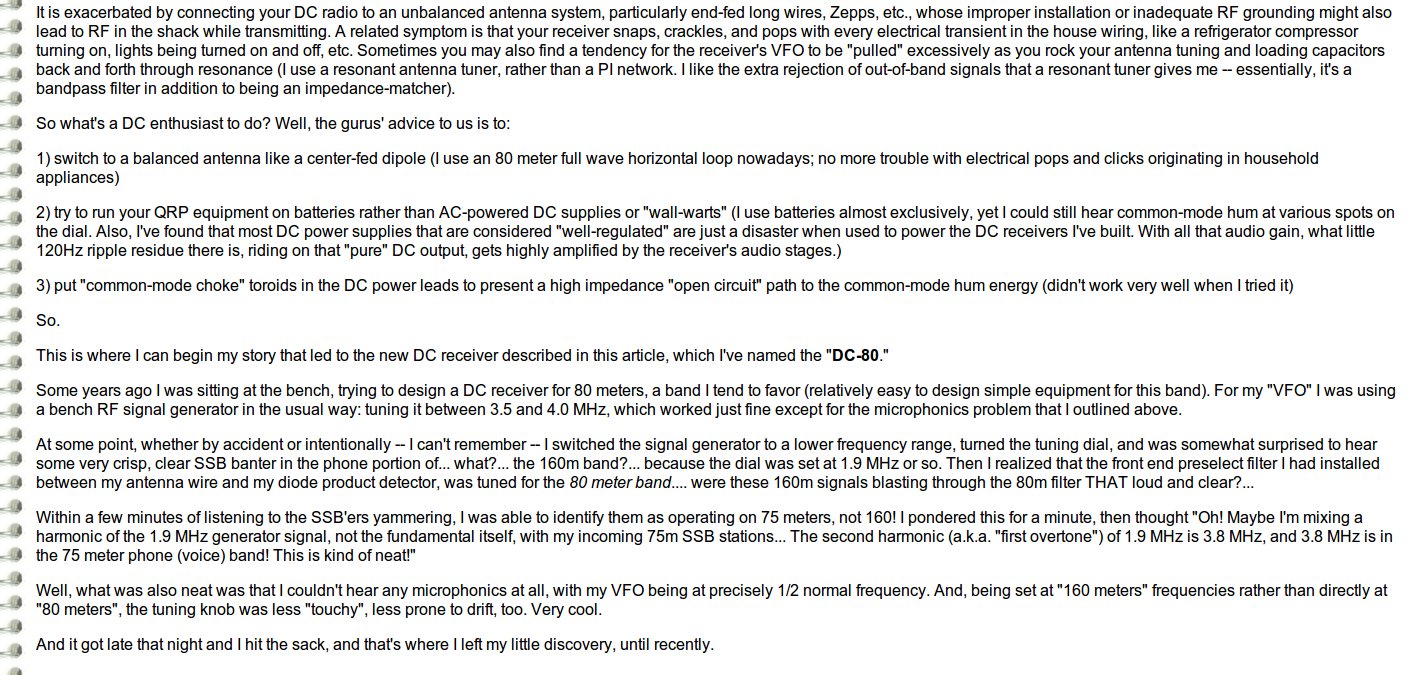 It is exacerbated by connecting your DC radio to an unbalanced antenna system, particularly end-fed long wires, Zepps, etc., whose improper installation or inadequate RF grounding might also
lead to RF in the shack while transmitting. A related symptom is that your receiver snaps, crackles, and pops with every electrical transient in the house wiring, like a refrigerator compressor
turning on, lights being turned on and off, etc. Sometimes you may also find a tendency for the receiver's VFO to be "pulled" excessively as you rock your antenna tuning and loading capacitors
back and forth through resonance (I use a resonant antenna tuner, rather than a PI network. I like the extra rejection of out-of-band signals that a resonant tuner gives me -- essentially, it's a
bandpass filter in addition to being an impedance-matcher).
So what's a DC enthusiast to do? Well, the gurus' advice to us is to:
1) switch to a balanced antenna like a center-fed dipole (I use an 80 meter full wave horizontal loop nowadays; no more trouble with electrical pops and clicks originating in household
appliances)
2) try to run your QRP equipment on batteries rather than AC-powered DC supplies or "wall-warts" (I use batteries almost exclusively, yet I could still hear common-mode hum at various spots on
the dial. Also, I've found that most DC power supplies that are considered "well-regulated" are just a disaster when used to power the DC receivers I've built. With all that audio gain, what little
120Hz ripple residue there is, riding on that "pure" DC output, gets highly amplified by the receiver's audio stages.)
3) put "common-mode choke" toroids in the DC power leads to present a high impedance "open circuit" path to the common-mode hum energy (didn't work very well when I tried it)
So.
This is where I can begin my story that led to the new DC receiver described in this article, which I've named the "DC-80."
Some years ago I was sitting at the bench, trying to design a DC receiver for 80 meters, a band I tend to favor (relatively easy to design simple equipment for this band). For my "VFO" I was using
a bench RF signal generator in the usual way: tuning it between 3.5 and 4.0 MHz, which worked just fine except for the microphonics problem that I outlined above.
At some point, whether by accident or intentionally -- I can't remember -- I switched the signal generator to a lower frequency range, turned the tuning dial, and was somewhat surprised to hear
some very crisp, clear SSB banter in the phone portion of... what?... the 160m band?... because the dial was set at 1.9 MHz or so. Then I realized that the front end preselect filter I had installed
between my antenna wire and my diode product detector, was tuned for the 80 meter band.... were these 160m signals blasting through the 80m filter THAT loud and clear?...
Within a few minutes of listening to the SSB'ers yammering, I was able to identify them as operating on 75 meters, not 160! I pondered this for a minute, then thought "Oh! Maybe I'm mixing a
harmonic of the 1.9 MHz generator signal, not the fundamental itself, with my incoming 75m SSB stations... The second harmonic (a.k.a. "first overtone") of 1.9 MHz is 3.8 MHz, and 3.8 MHz is in
the 75 meter phone (voice) band! This is kind of neat!"
Well, what was also neat was that I couldn't hear any microphonics at all, with my VFO being at precisely 1/2 normal frequency. And, being set at "160 meters" frequencies rather than directly at
"80 meters", the tuning knob was less "touchy", less prone to drift, too. Very cool.
And it got late that night and I hit the sack, and that's where I left my little discovery, until recently.